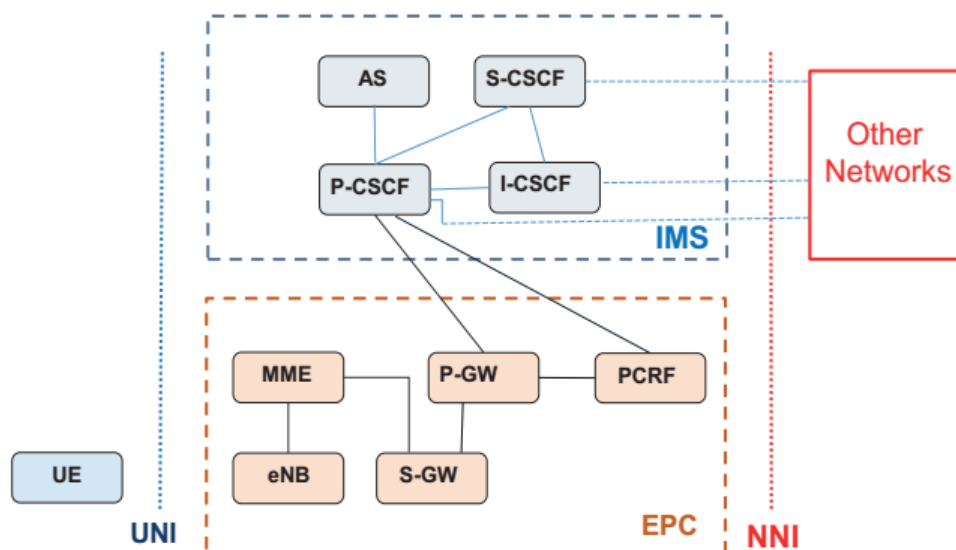 AS
S-CSCF
Other
Networks
P-CSCF
I-CSCF
IMS
MME
P-GW
PCRF
UE
eNB
S-GW
UNI
EPC
NNI